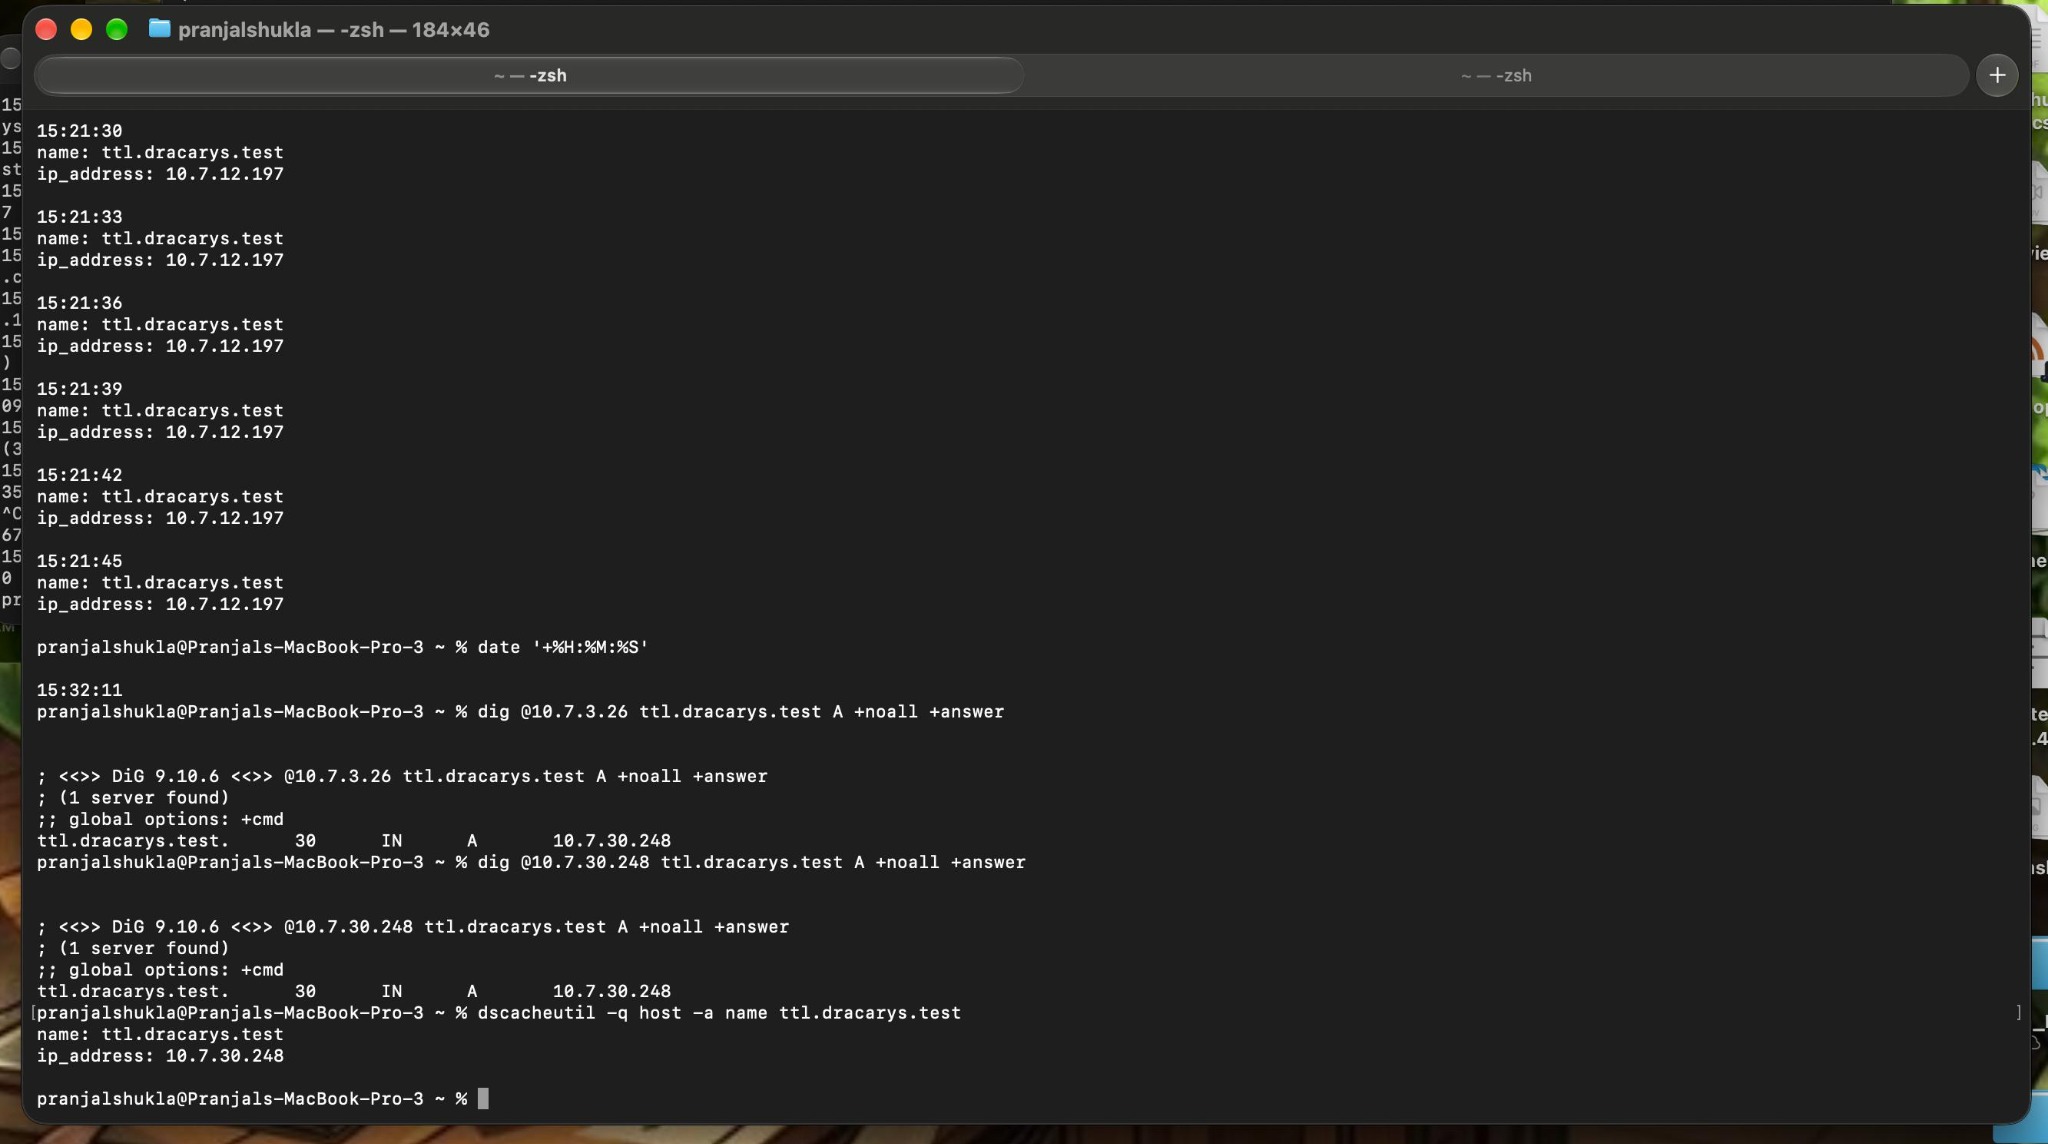 pranjalshukla — -zsh — 184×46
~ — -zsh
~ — -zsh
15:21:30
name: ttl.dracarys.test
ip_address: 10.7.12.197
15:21:33
name: ttl.dracarys.test
ip_address: 10.7.12.197
15:21:36
name: ttl.dracarys.test
ip_address: 10.7.12.197
15:21:39
name: ttl.dracarys.test
ip_address: 10.7.12.197
15:21:42
name: ttl.dracarys.test
ip_address: 10.7.12.197
15:21:45
name: ttl.dracarys.test
ip_address: 10.7.12.197
pranjalshukla@Pranjals-MacBook-Pro-3 ~ % date '+%H:%M:%S'
15:32:11
pranjalshukla@Pranjals-MacBook-Pro-3 ~ % dig @10.7.3.26 ttl.dracarys.test A +noall +answer
; <<>> DiG 9.10.6 <<>> @10.7.3.26 ttl.dracarys.test A +noall +answer
; (1 server found)
;; global options: +cmd
ttl.dracarys.test. 30 IN A 10.7.30.248
pranjalshukla@Pranjals-MacBook-Pro-3 ~ % dig @10.7.30.248 ttl.dracarys.test A +noall +answer
; <<>> DiG 9.10.6 <<>> @10.7.30.248 ttl.dracarys.test A +noall +answer
; (1 server found)
;; global options: +cmd
ttl.dracarys.test. 30 IN A 10.7.30.248
[pranjalshukla@Pranjals-MacBook-Pro-3 ~ % dscacheutil -q host -a name ttl.dracarys.test ]
name: ttl.dracarys.test
ip_address: 10.7.30.248
pranjalshukla@Pranjals-MacBook-Pro-3 ~ %